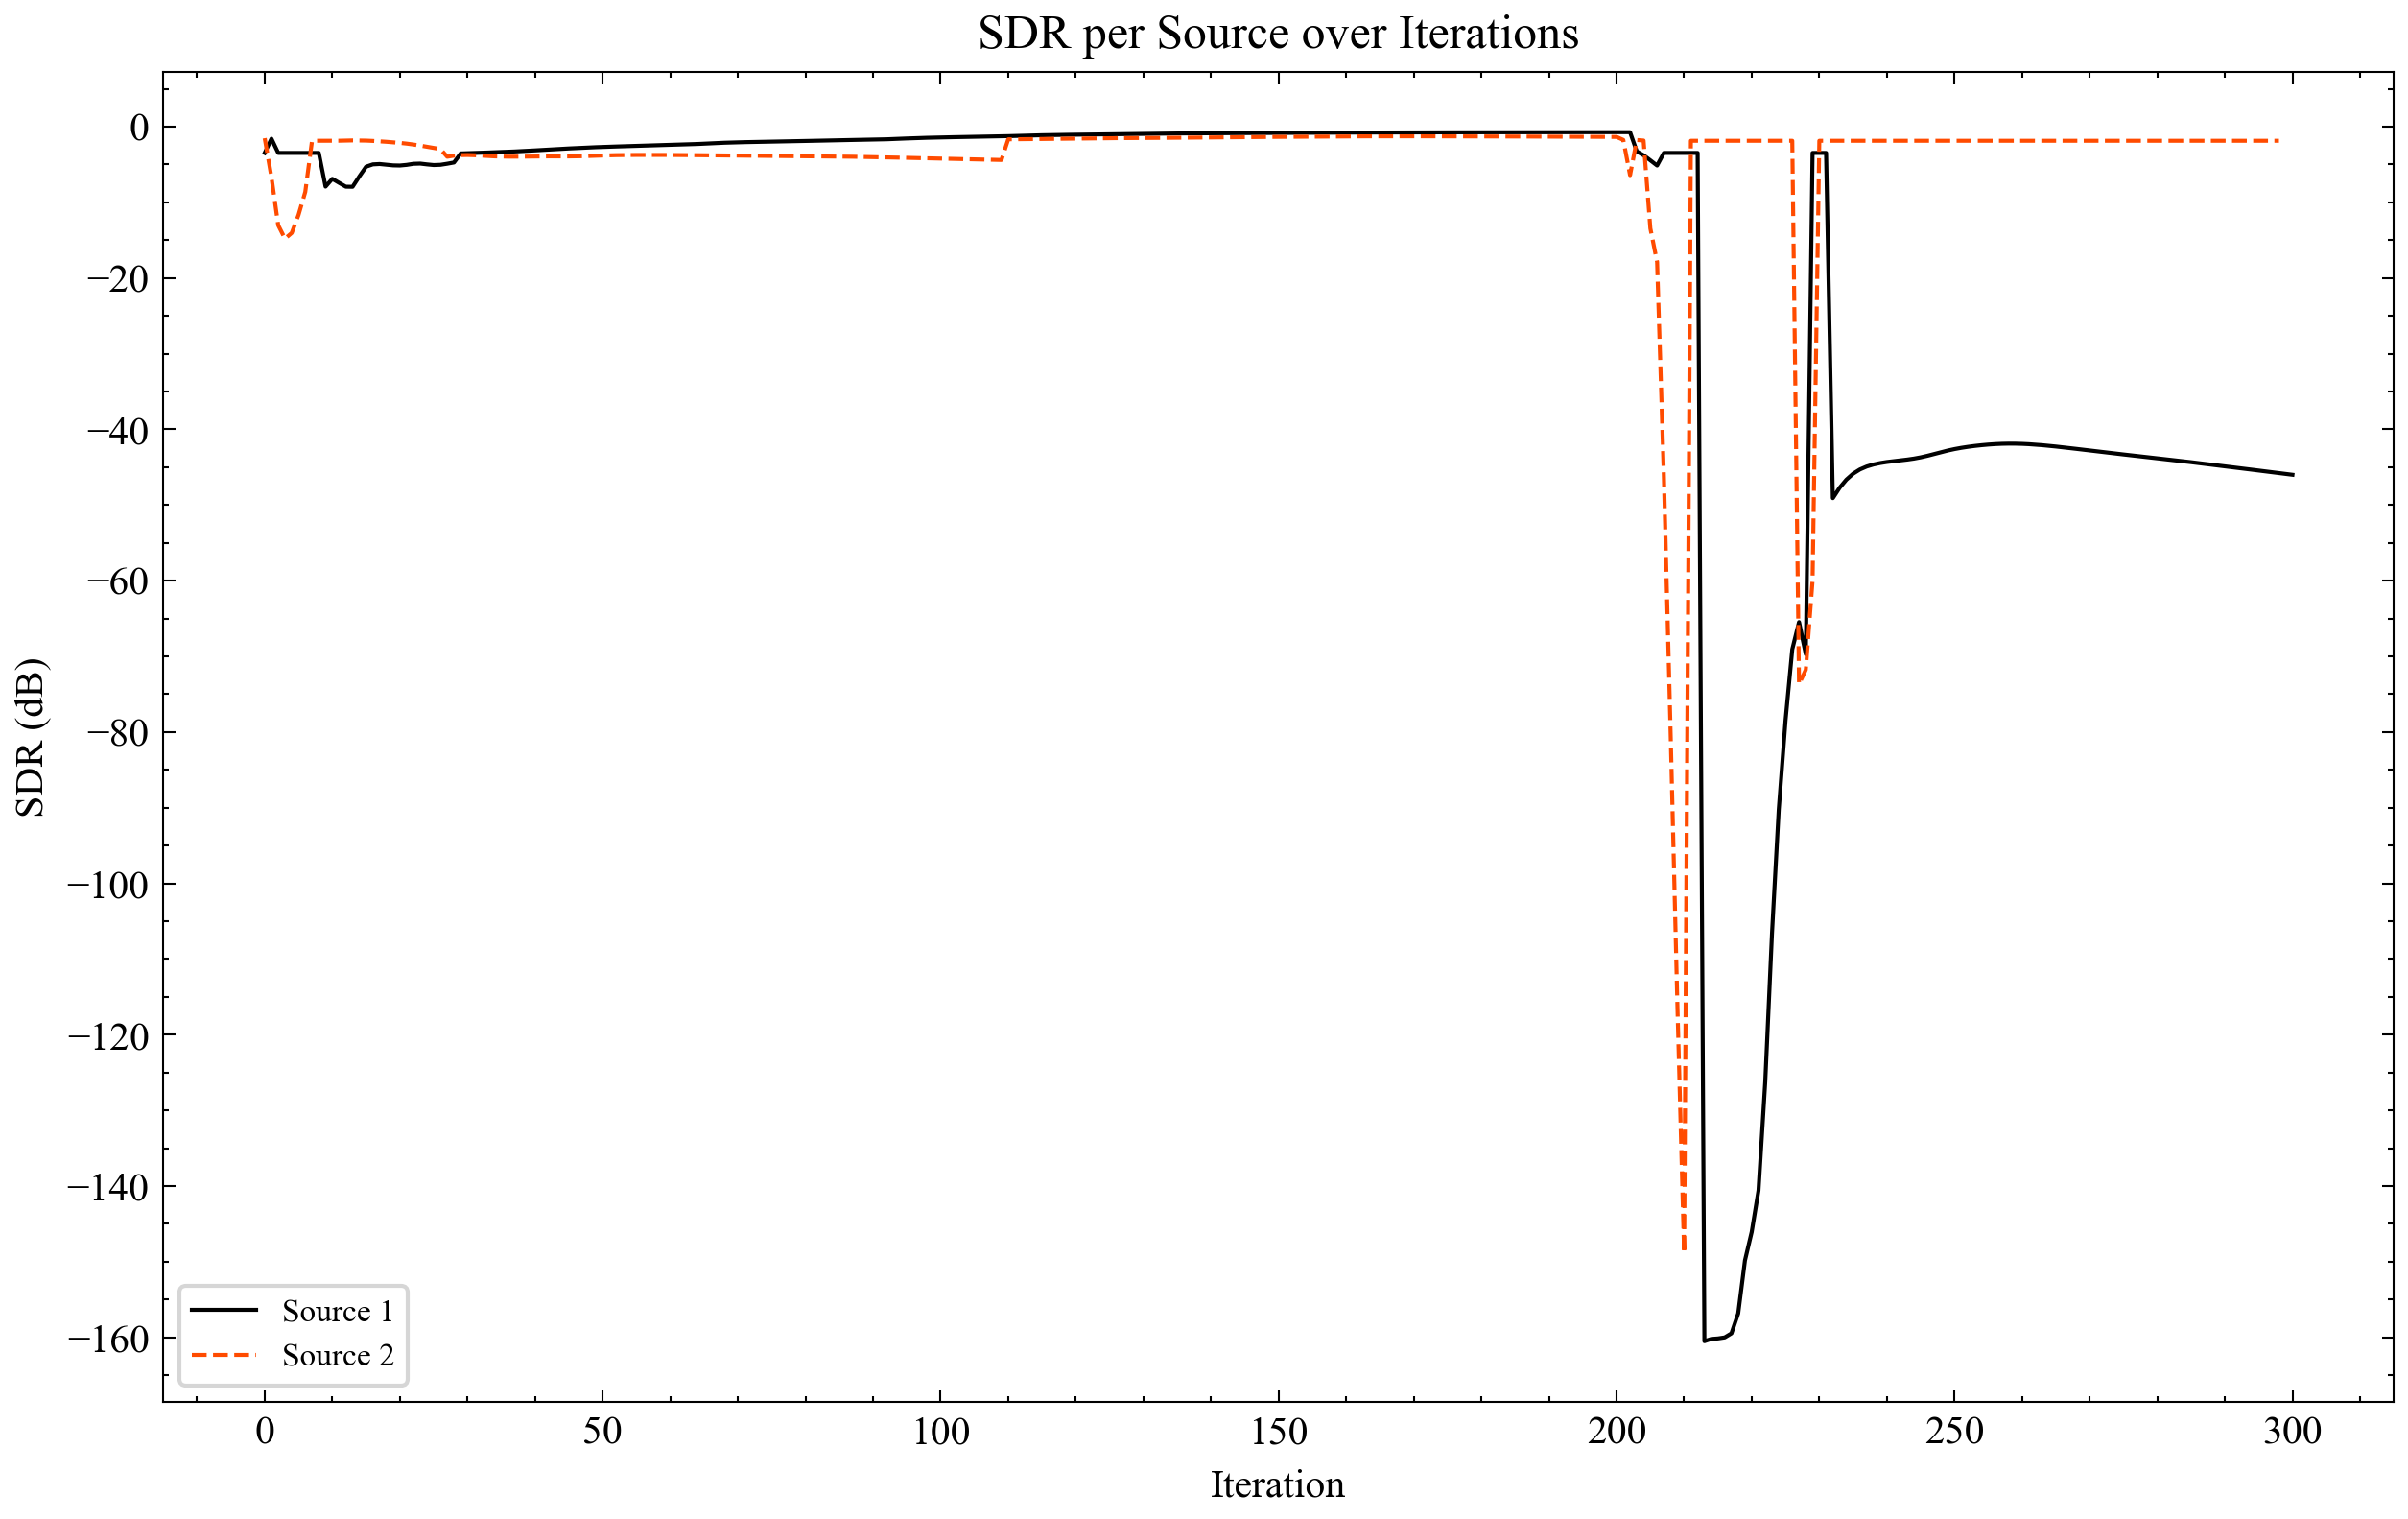 SDR per Source over Iterations
SDR (dB)
0
−20
−40
−60
−80
−100
−120
−140
−160
Source 1
Source 2
0 50 100 150 200 250 300
Iteration